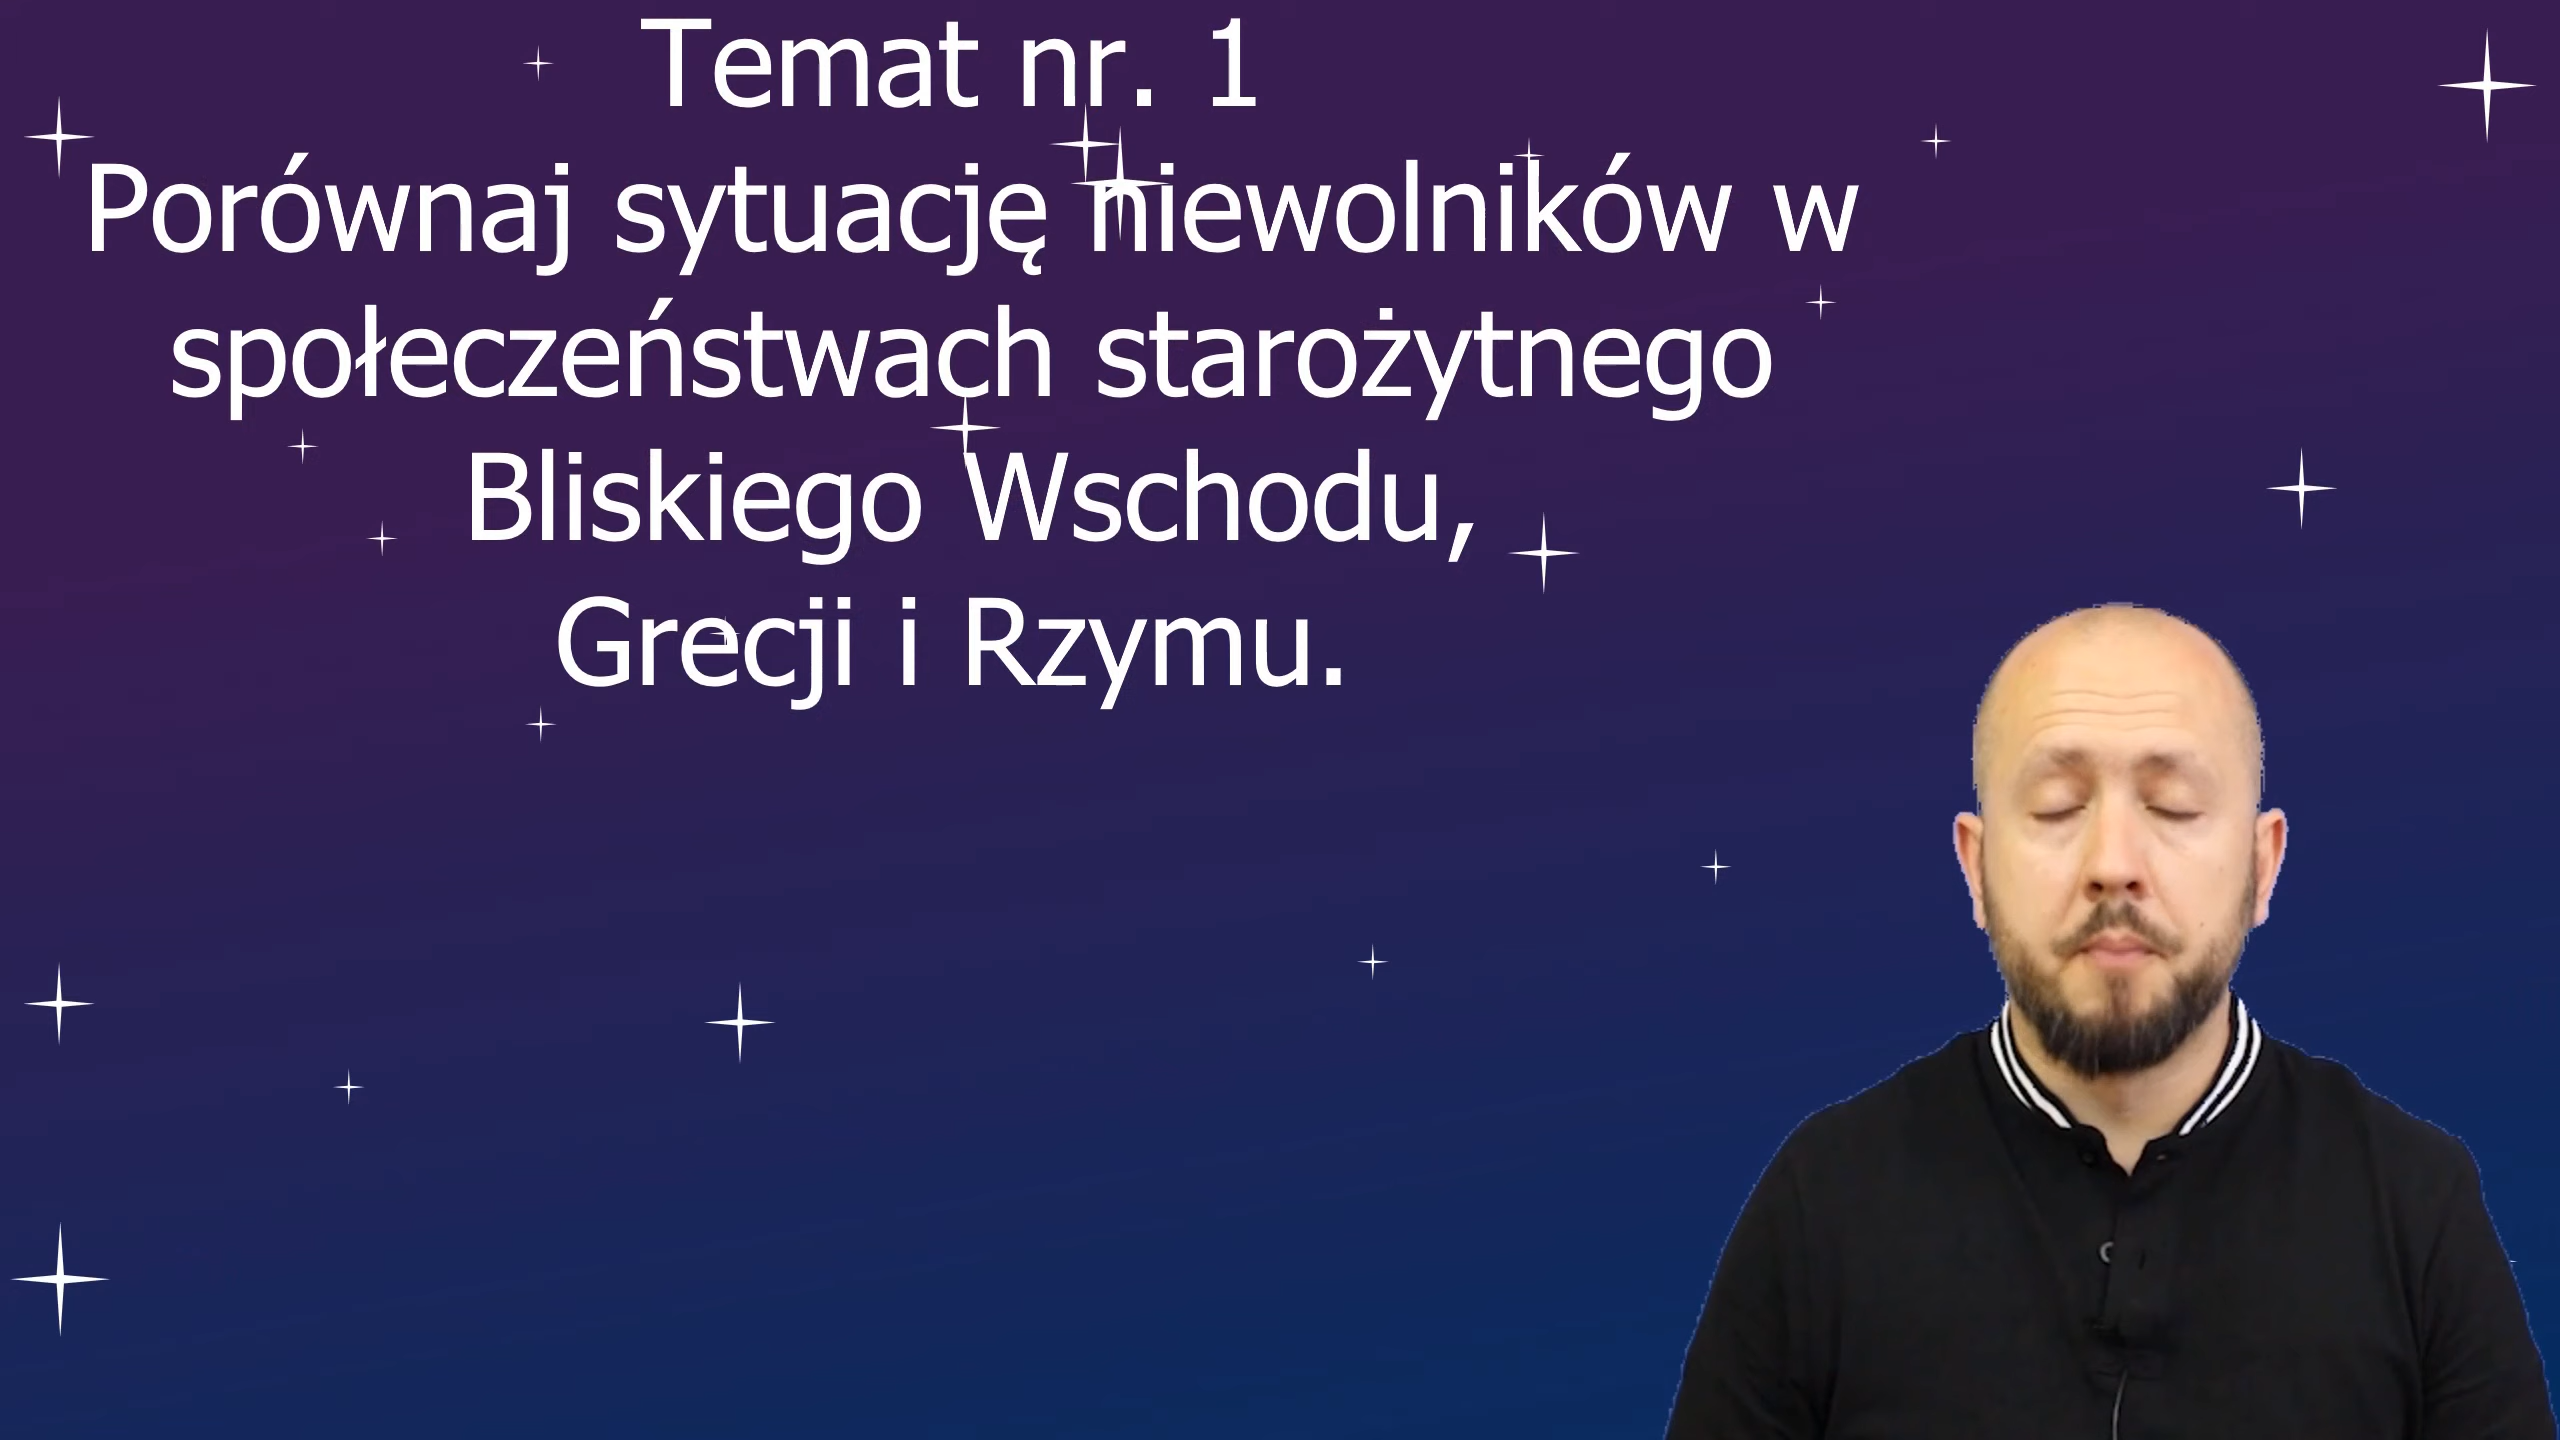 Temat nr. 1
Porównaj sytuację niewolników w
społeczeństwach starożytnego
Bliskiego Wschodu,
Grecji i Rzymu.